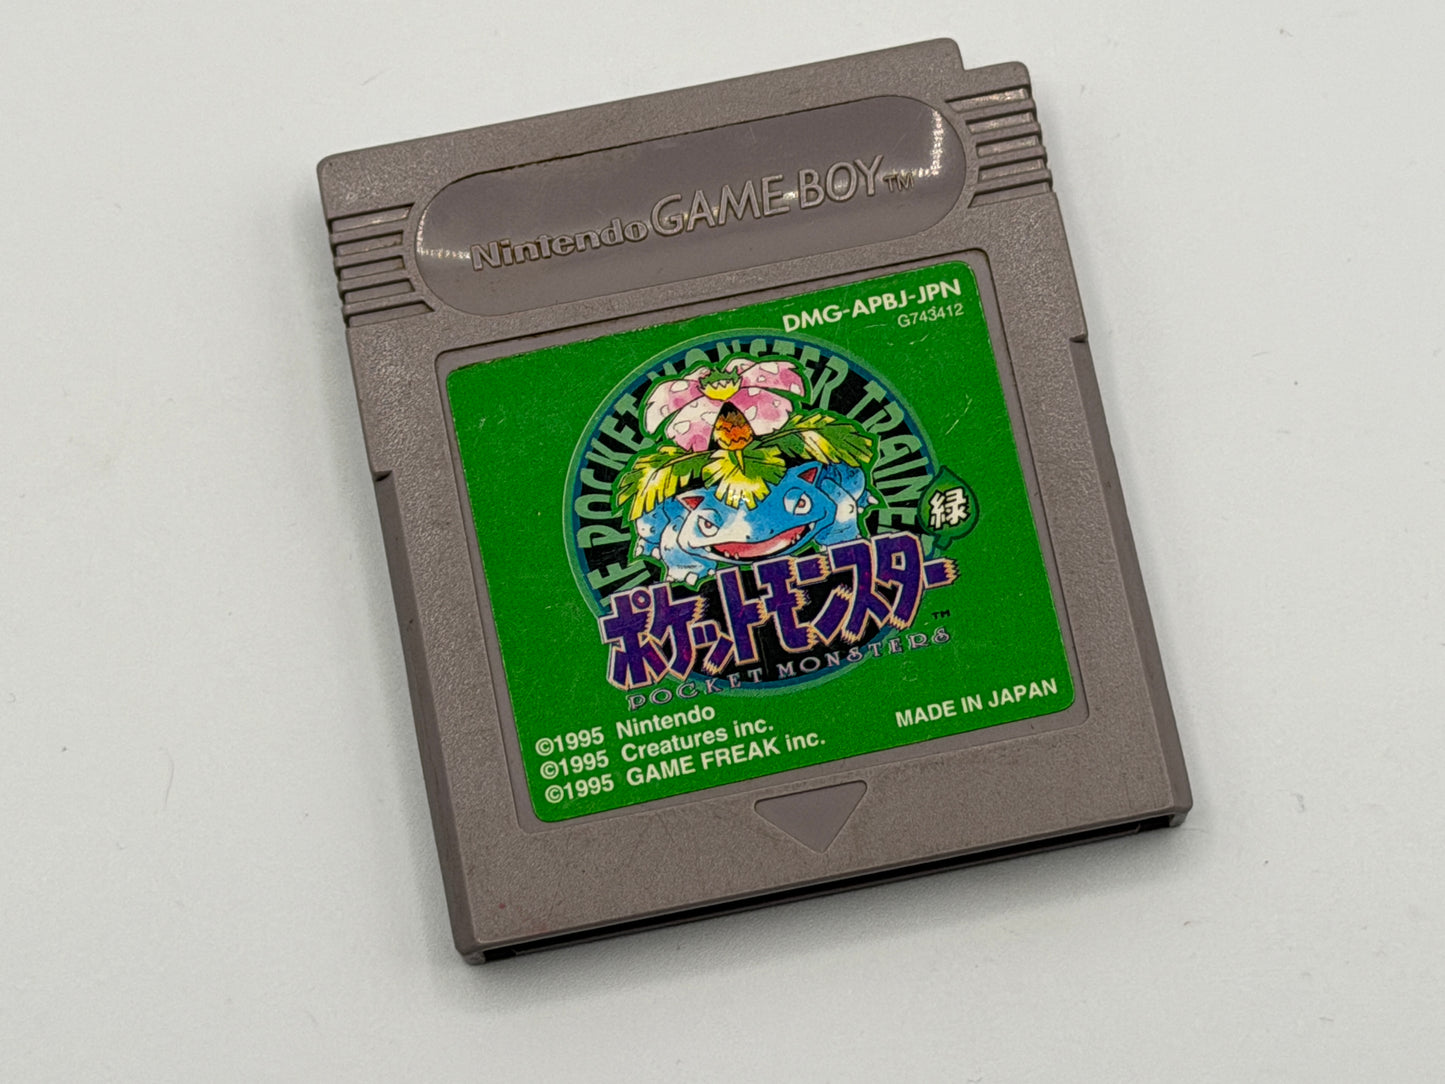 Nintendo GAME BOY™
DMG-APBJ-JPN
G743412
THE POCKET MONSTER TRAINER
緑
ポケットモンスター™
POCKET MONSTERS
©1995 Nintendo
©1995 Creatures inc.
©1995 GAME FREAK inc.
MADE IN JAPAN